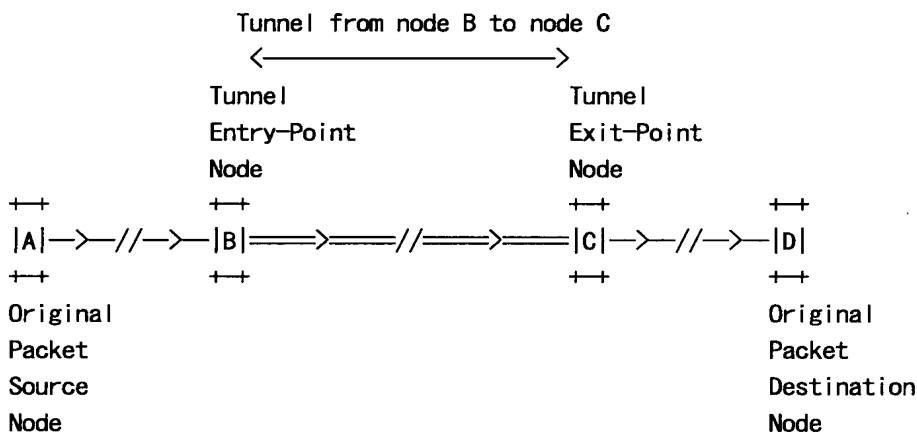 Tunnel from node B to node C
<---------------------->
Tunnel Tunnel
Entry-Point Exit-Point
Node Node
+-+ +-+ +-+ +-+
|A|-->--//-->--|B|=====>=====//=====>=====|C|-->--//-->--|D|
+-+ +-+ +-+ +-+
Original Original
Packet Packet
Source Destination
Node Node